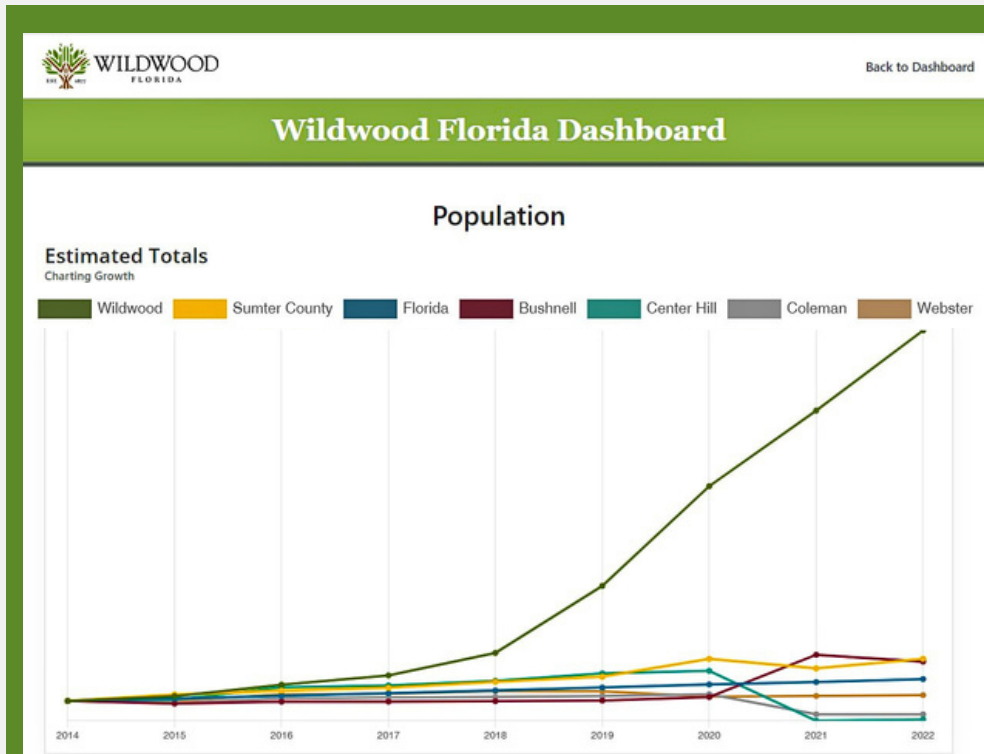 WILDWOOD
FLORIDA
Back to Dashboard
Wildwood Florida Dashboard
Population
Estimated Totals
Charting Growth
Wildwood Sumter County Florida Bushnell Center Hill Coleman Webster
2014 2015 2016 2017 2018 2019 2020 2021 2022